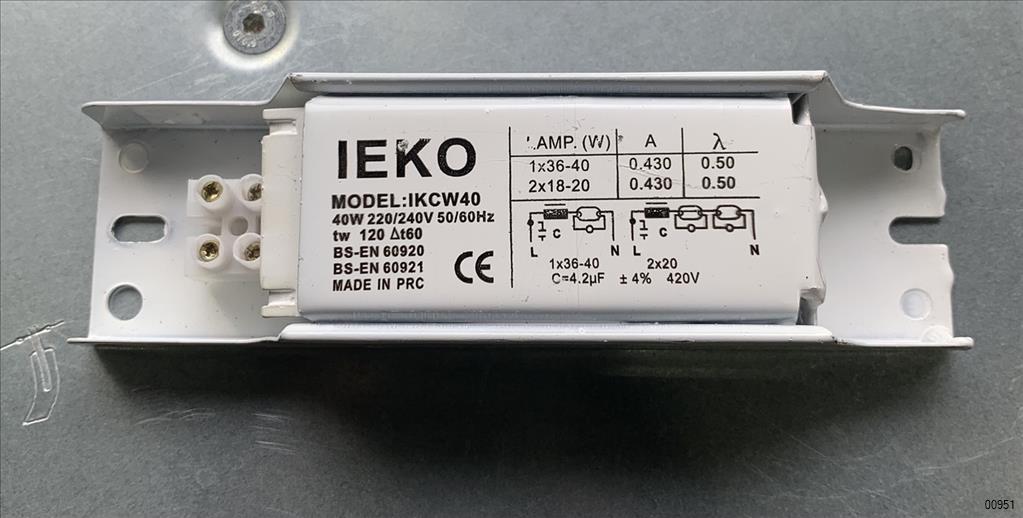 IEKO
MODEL:IKCW40
40W 220/240V 50/60Hz
tw 120 Δt60
BS-EN 60920
BS-EN 60921
MADE IN PRC
CE
LAMP. (W) A λ
1x36-40 0.430 0.50
2x18-20 0.430 0.50
C C
L N L N
1x36-40 2x20
C=4.2µF ± 4% 420V
00951